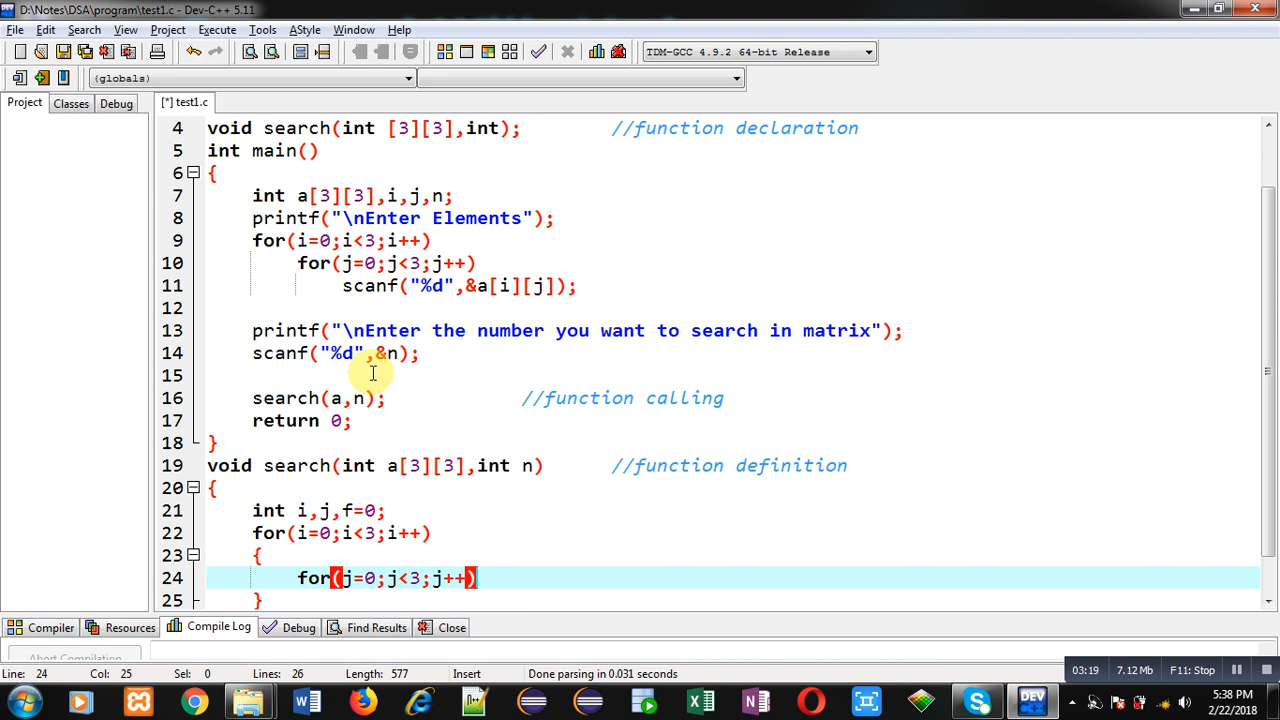 D:\Notes\DSA\program\test1.c - Dev-C++ 5.11
File Edit Search View Project Execute Tools AStyle Window Help
TDM-GCC 4.9.2 64-bit Release
(globals)
Project Classes Debug [*] test1.c
4 void search(int [3][3],int); //function declaration
5 int main()
6 {
7 int a[3][3],i,j,n;
8 printf("\nEnter Elements");
9 for(i=0;i<3;i++)
10 for(j=0;j<3;j++)
11 scanf("%d",&a[i][j]);
12
13 printf("\nEnter the number you want to search in matrix");
14 scanf("%d",&n);
15
16 search(a,n); //function calling
17 return 0;
18 }
19 void search(int a[3][3],int n) //function definition
20 {
21 int i,j,f=0;
22 for(i=0;i<3;i++)
23 {
24 for(j=0;j<3;j++)
25 }
Compiler Resources Compile Log Debug Find Results Close
Abort Compilation
Line: 24 Col: 25 Sel: 0 Lines: 26 Length: 577 Insert Done parsing in 0.031 seconds
03:19 7.12 Mb F11: Stop
DEV
5:38 PM
2/22/2018